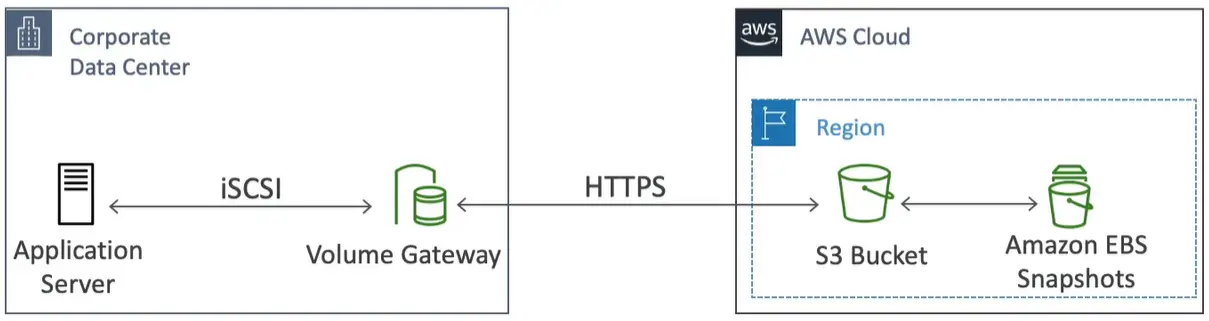 Corporate
Data Center
aws
AWS Cloud
Region
iSCSI
HTTPS
Application
Server
Volume Gateway
S3 Bucket
Amazon EBS
Snapshots